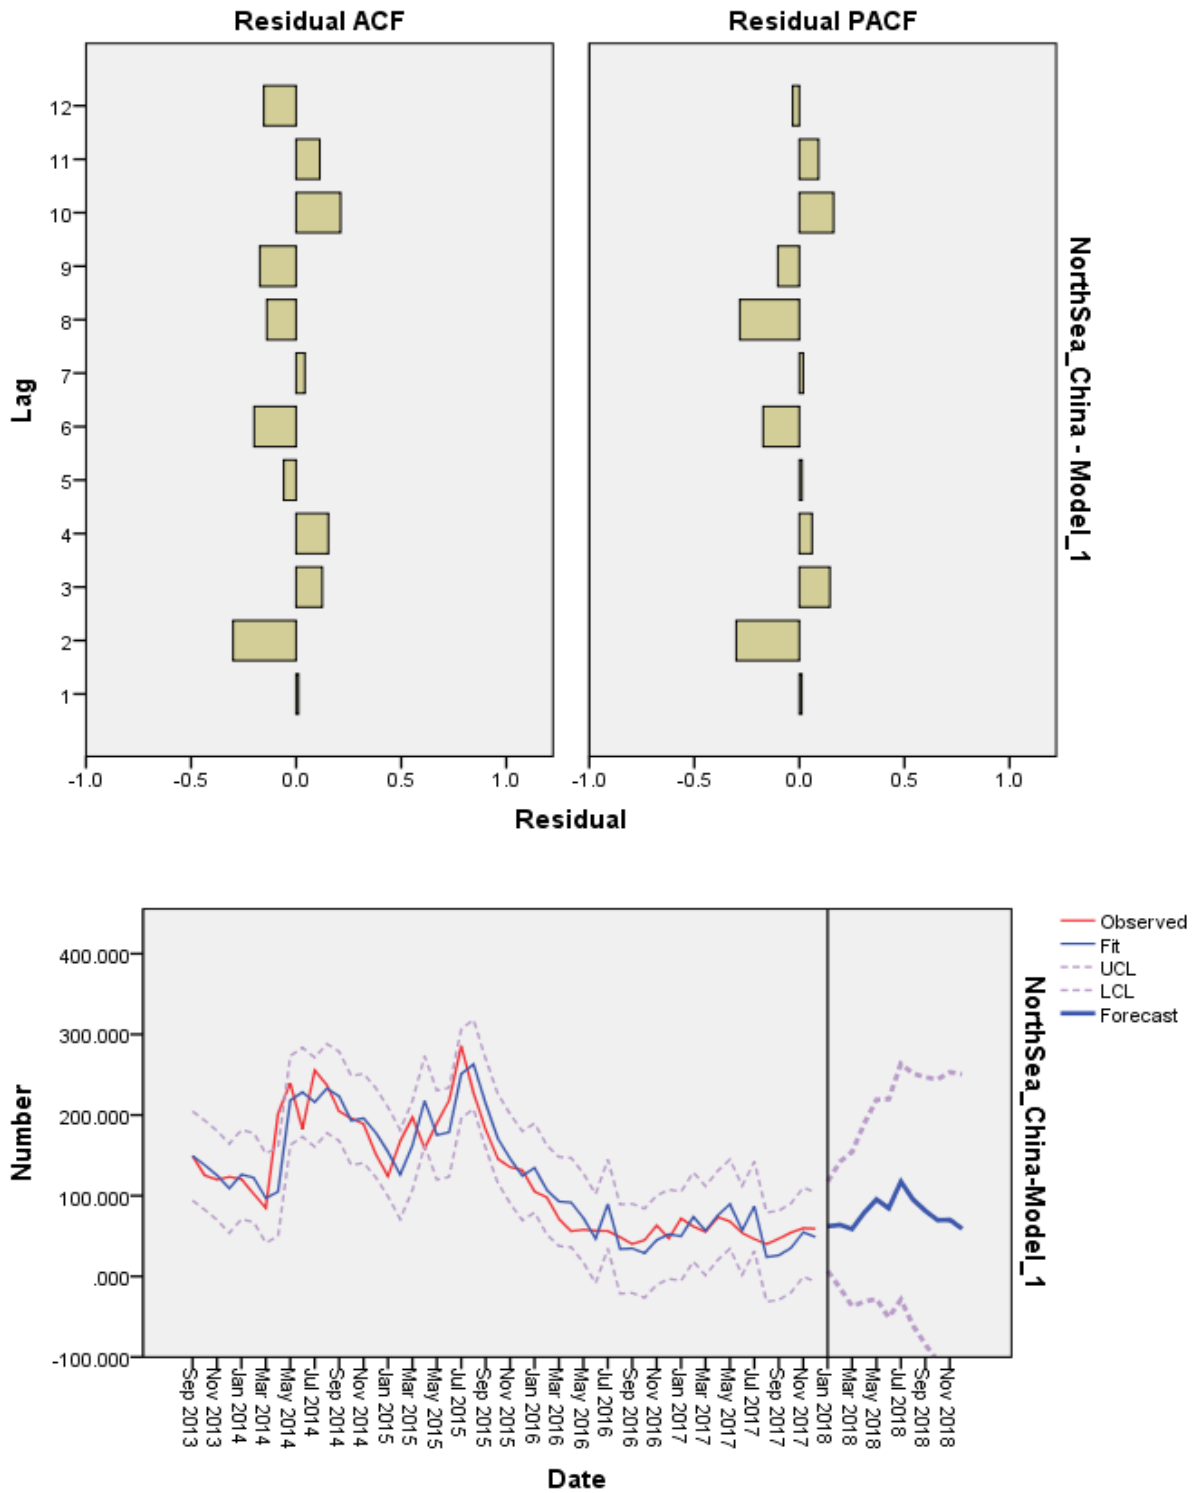 Residual ACF
Residual PACF
12
11
10
9
8
7
6
5
4
3
2
1
Lag
-1.0 -0.5 0.0 0.5 1.0
-1.0 -0.5 0.0 0.5 1.0
Residual
NorthSea_China - Model_1
400.000
300.000
200.000
100.000
.000
-100.000
Number
Sep 2013
Nov 2013
Jan 2014
Mar 2014
May 2014
Jul 2014
Sep 2014
Nov 2014
Jan 2015
Mar 2015
May 2015
Jul 2015
Sep 2015
Nov 2015
Jan 2016
Mar 2016
May 2016
Jul 2016
Sep 2016
Nov 2016
Jan 2017
Mar 2017
May 2017
Jul 2017
Sep 2017
Nov 2017
Jan 2018
Mar 2018
May 2018
Jul 2018
Sep 2018
Nov 2018
Date
NorthSea_China-Model_1
Observed
Fit
UCL
LCL
Forecast